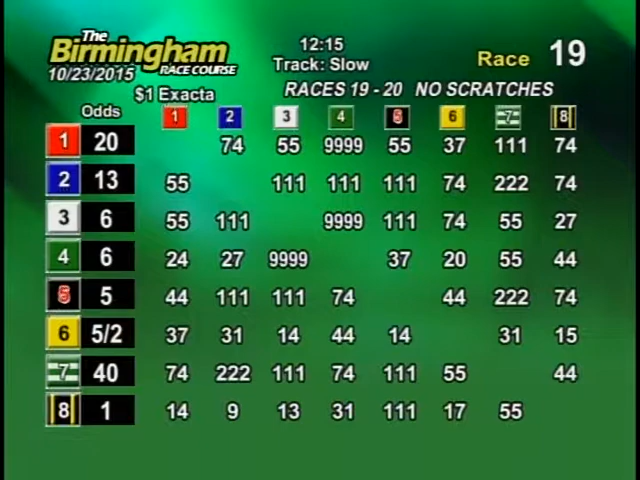 The
Birmingham
RACE COURSE
10/23/2015
12:15
Track: Slow
Race 19
RACES 19 - 20 NO SCRATCHES
$1 Exacta
Odds
1 2 3 4 5 6 7 8
1 20 74 55 9999 55 37 111 74
2 13 55 111 111 111 74 222 74
3 6 55 111 9999 111 74 55 27
4 6 24 27 9999 37 20 55 44
5 5 44 111 111 74 44 222 74
6 5/2 37 31 14 44 14 31 15
7 40 74 222 111 74 111 55 44
8 1 14 9 13 31 111 17 55